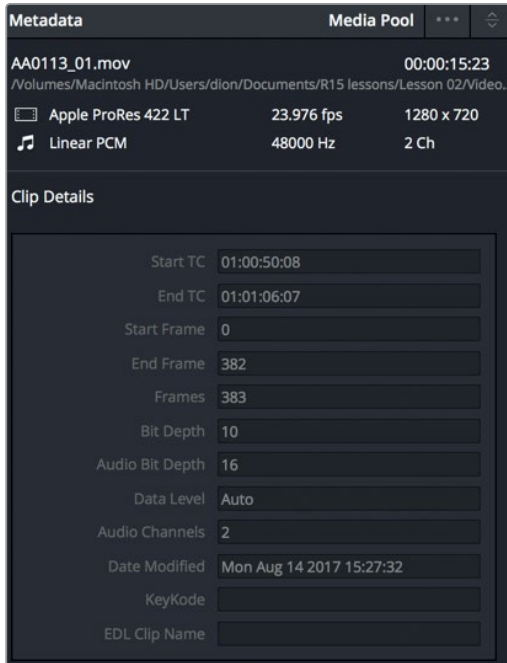 Metadata Media Pool •••
AA0113_01.mov 00:00:15:23
/Volumes/Macintosh HD/Users/dion/Documents/R15 lessons/Lesson 02/Video..
Apple ProRes 422 LT 23.976 fps 1280 x 720
Linear PCM 48000 Hz 2 Ch
Clip Details
Start TC 01:00:50:08
End TC 01:01:06:07
Start Frame 0
End Frame 382
Frames 383
Bit Depth 10
Audio Bit Depth 16
Data Level Auto
Audio Channels 2
Date Modified Mon Aug 14 2017 15:27:32
KeyKode
EDL Clip Name